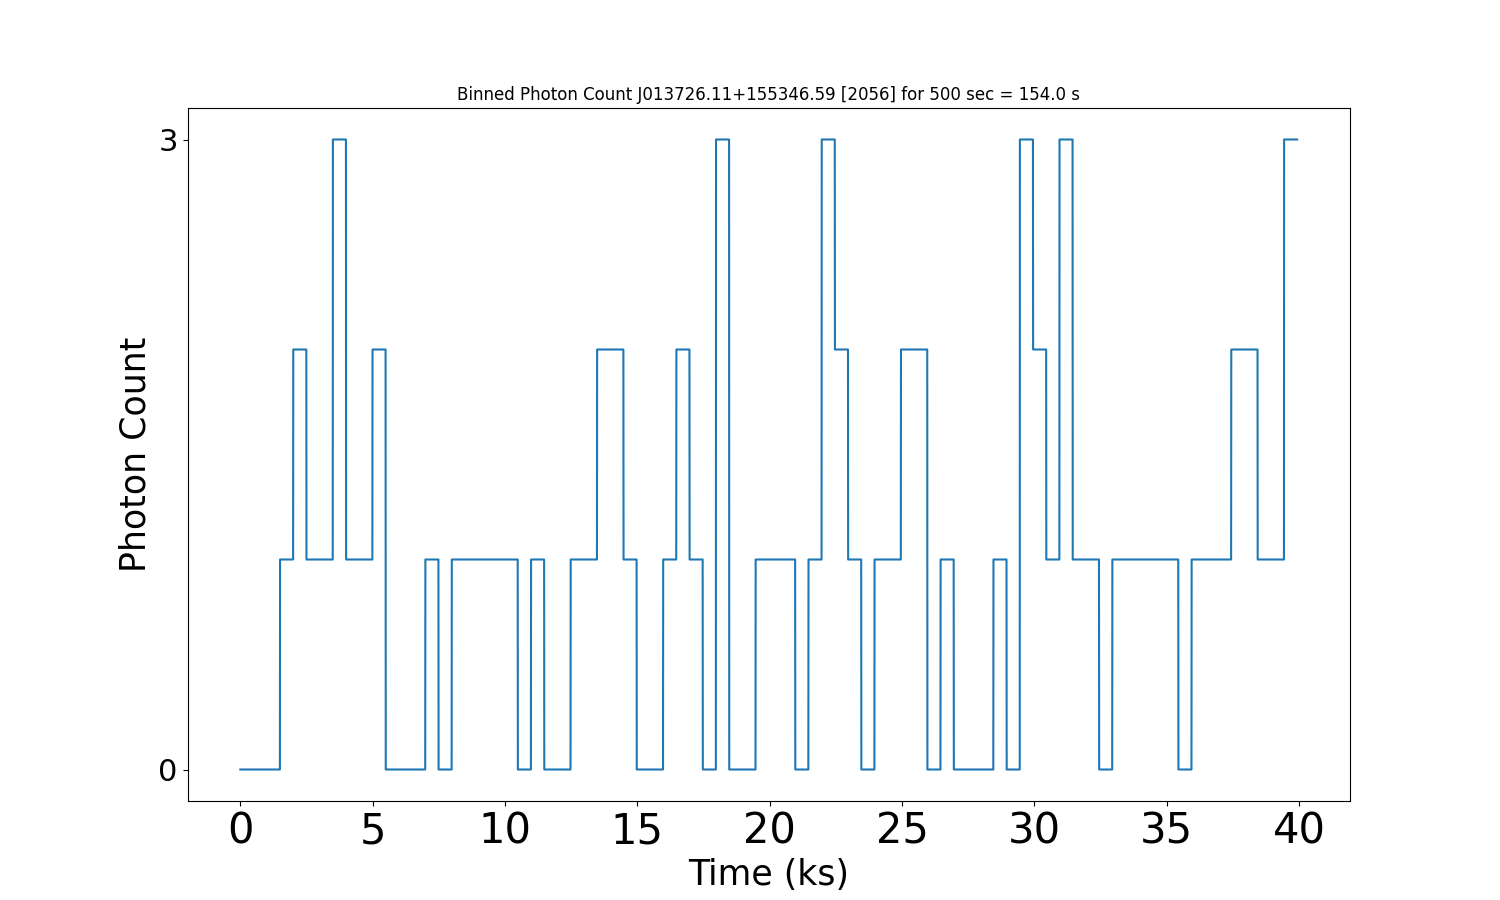 Binned Photon Count J013726.11+155346.59 [2056] for 500 sec = 154.0 s
3
Photon Count
0
0 5 10 15 20 25 30 35 40
Time (ks)